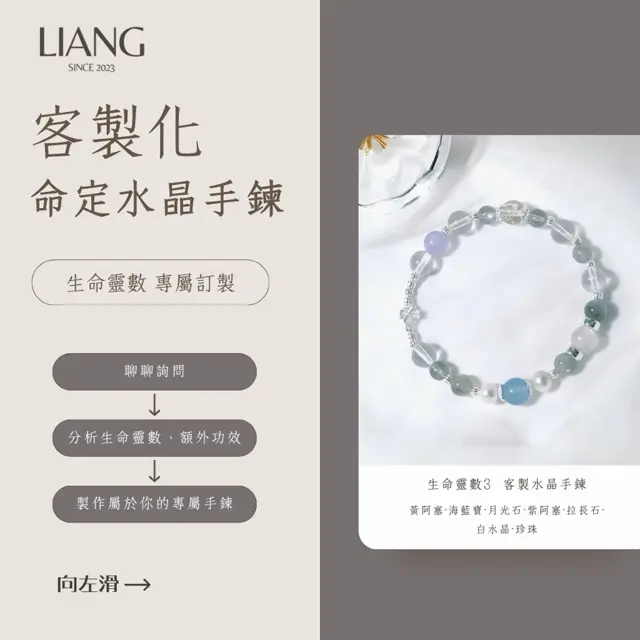 LIANG
SINCE 2023
客製化
命定水晶手鍊
生命靈數 專屬訂製
聊聊詢問
↓
分析生命靈數、額外功效
↓
製作屬於你的專屬手鍊
向左滑→
生命靈數3 客製水晶手鍊
黃阿塞·海藍寶·月光石·紫阿塞·拉長石·
白水晶·珍珠